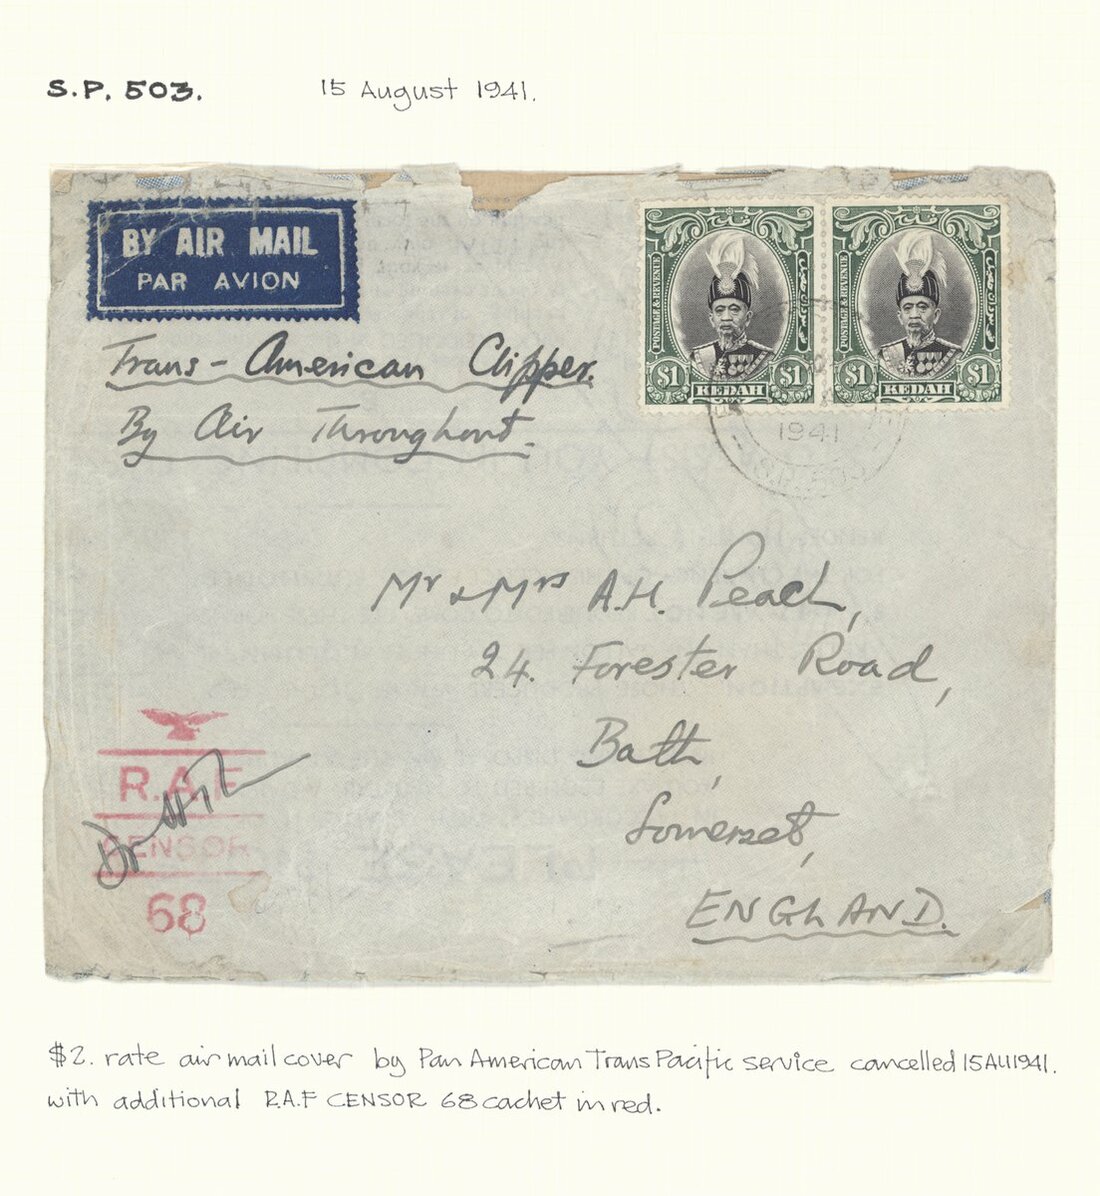 S.P. 503. 15 August 1941.
BY AIR MAIL
PAR AVION
Trans-American Clipper.
By Air Throughout.
POSTAGE & REVENUE
$1 KEDAH $1
POSTAGE & REVENUE
$1 KEDAH $1
1941
Mr & Mrs A.H. Peach,
24. Forester Road,
Bath,
Somerset,
ENGLAND.
R.A.F
CENSOR
68
$2. rate air mail cover by Pan American Trans Pacific service cancelled 15AU1941.
with additional R.A.F CENSOR 68 cachet in red.